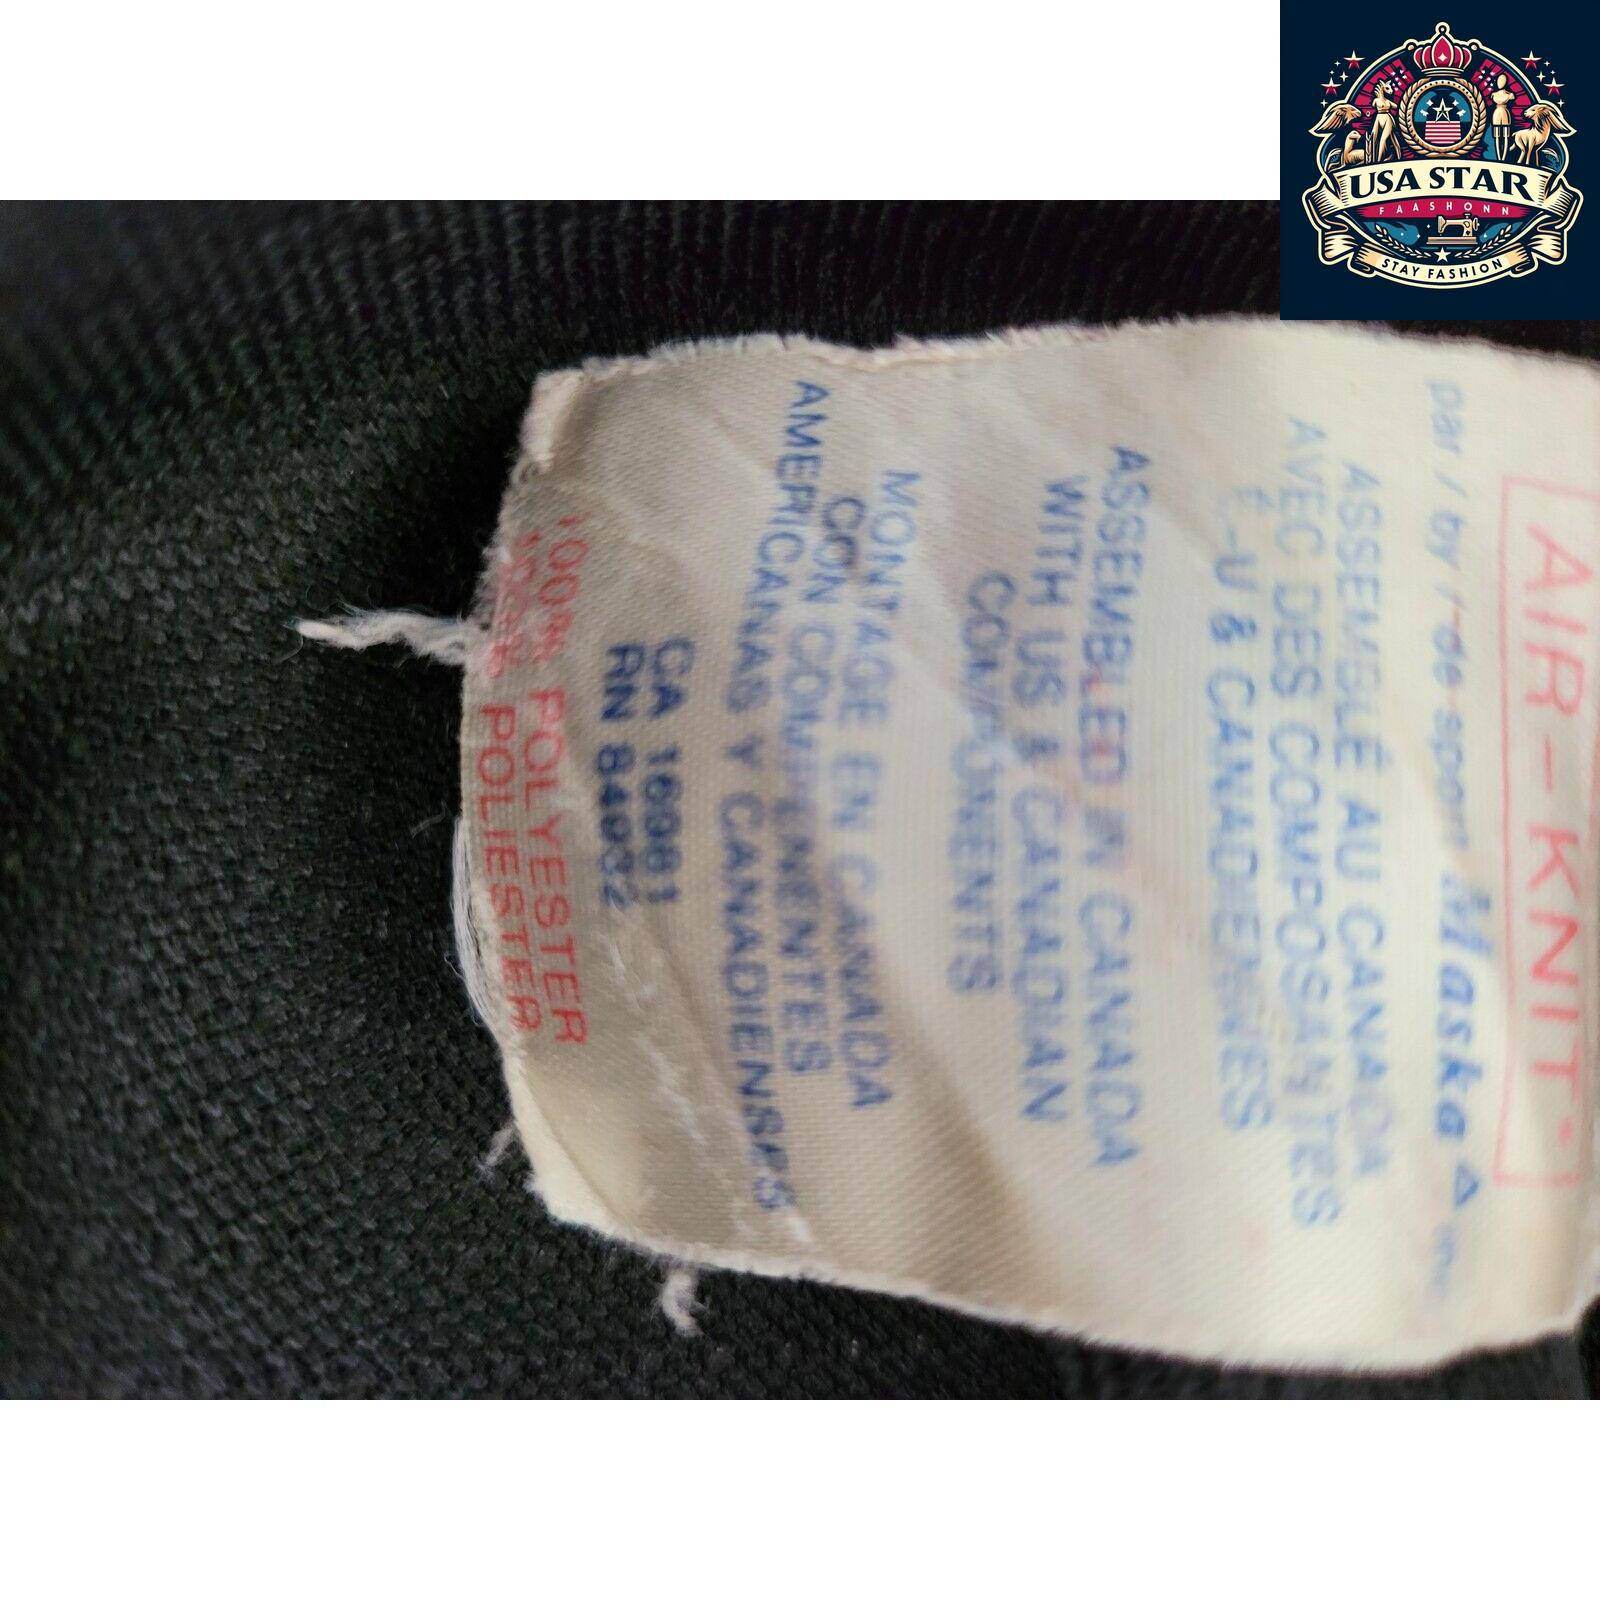 USA STAR
FAASHONN
STAY FASHION
AIR-KNIT*
par / by / de sport Maska
ASSEMBLÉ AU CANADA
AVEC DES COMPOSANTES
É.-U & CANADIENNES
ASSEMBLED IN CANADA
WITH US & CANADIAN
COMPONENTS
MONTAGE EN CANADA
CON COMPONENTES
AMERICANAS Y CANADIENSES
CA 16981
RN 84032
100% POLYESTER
100% POLIESTER